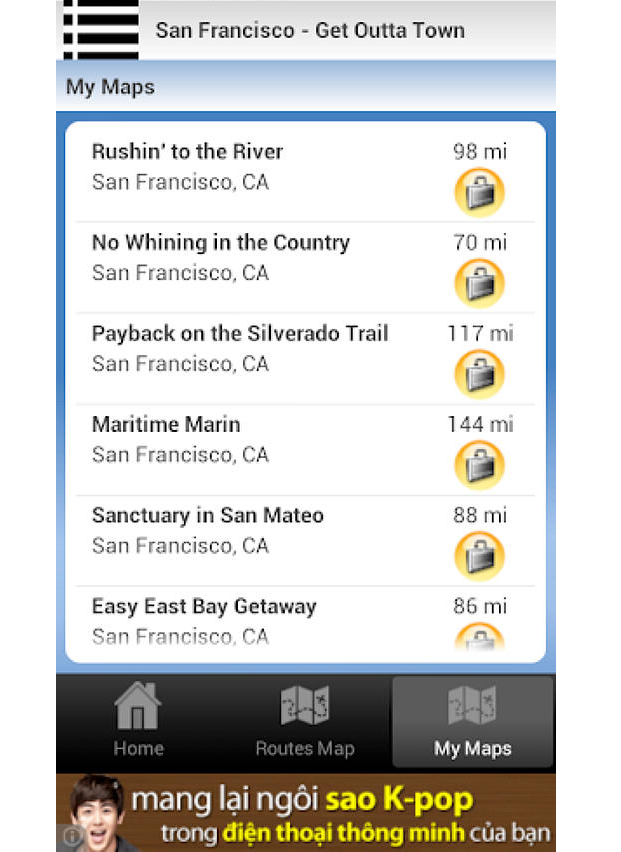 San Francisco - Get Outta Town
My Maps
Rushin' to the River 98 mi
San Francisco, CA
No Whining in the Country 70 mi
San Francisco, CA
Payback on the Silverado Trail 117 mi
San Francisco, CA
Maritime Marin 144 mi
San Francisco, CA
Sanctuary in San Mateo 88 mi
San Francisco, CA
Easy East Bay Getaway 86 mi
San Francisco, CA
Home Routes Map My Maps
mang lại ngôi sao K-pop
trong điện thoại thông minh của bạn